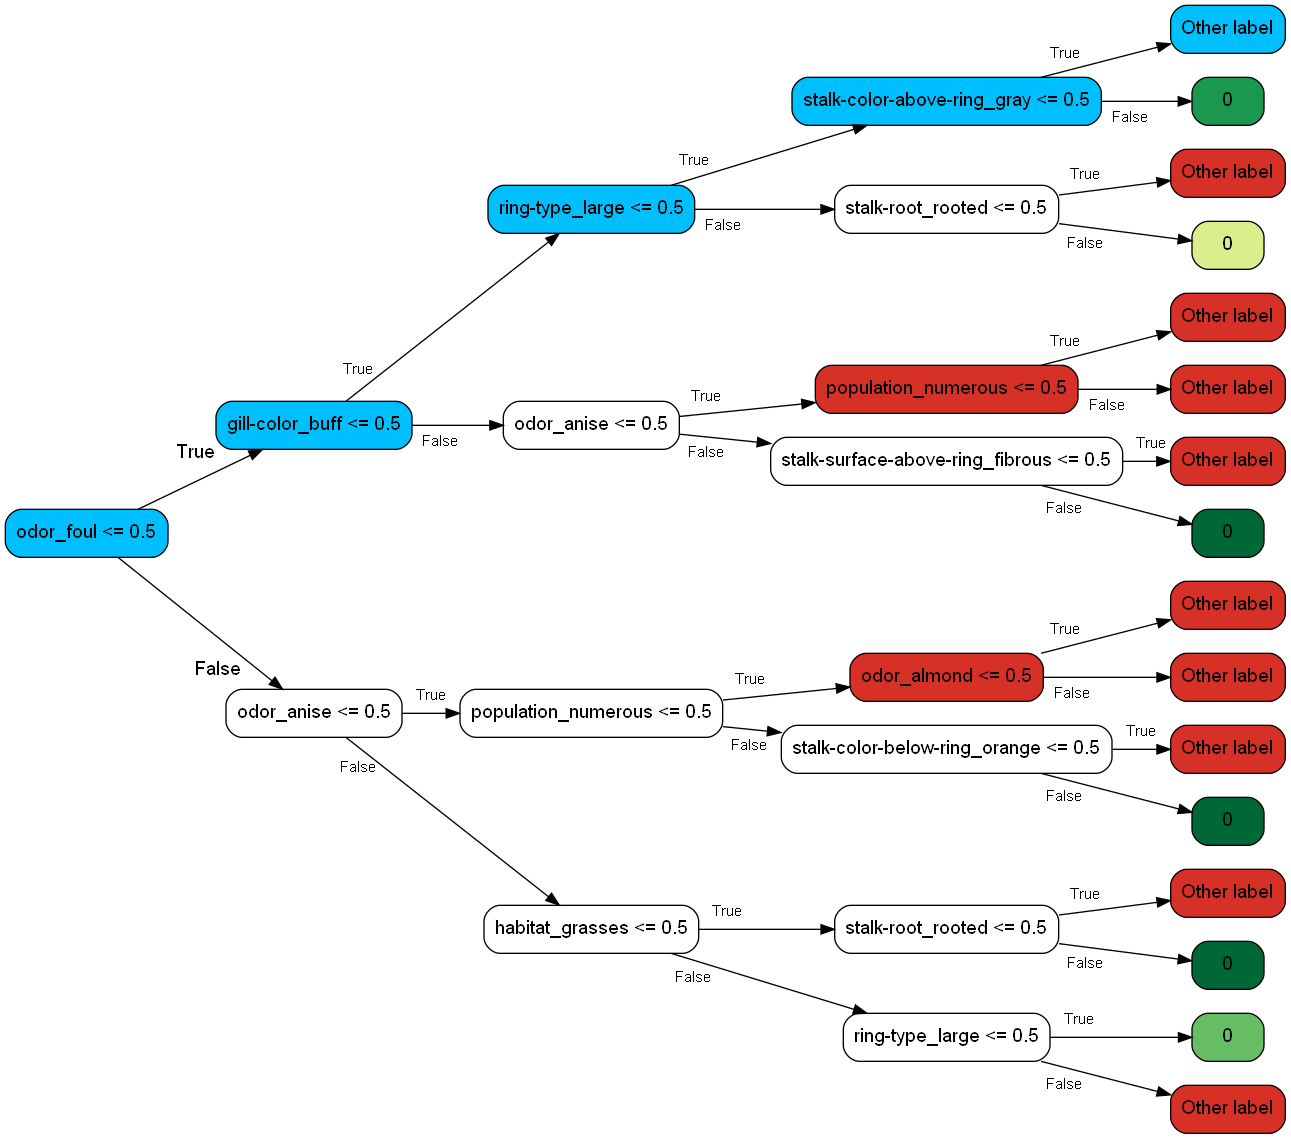 Other label
True
stalk-color-above-ring_gray <= 0.5
0
False
True
Other label
True
ring-type_large <= 0.5
stalk-root_rooted <= 0.5
False
0
False
Other label
True
True
population_numerous <= 0.5
Other label
True
False
gill-color_buff <= 0.5
odor_anise <= 0.5
False
True
False
stalk-surface-above-ring_fibrous <= 0.5
True
Other label
False
odor_foul <= 0.5
0
Other label
True
False
odor_almond <= 0.5
Other label
True
False
True
odor_anise <= 0.5
population_numerous <= 0.5
True
False
stalk-color-below-ring_orange <= 0.5
Other label
False
False
0
True
Other label
True
habitat_grasses <= 0.5
stalk-root_rooted <= 0.5
False
0
False
True
ring-type_large <= 0.5
0
False
Other label